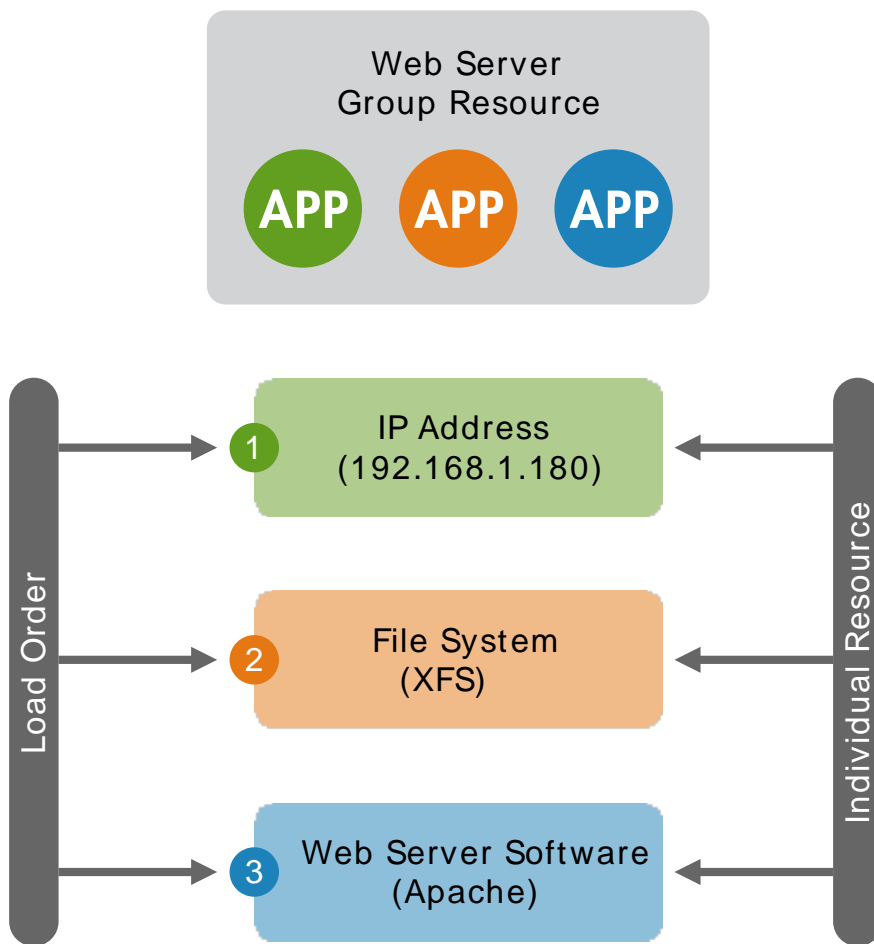 Web Server
Group Resource
APP APP APP
Load Order
1
IP Address
(192.168.1.180)
2
File System
(XFS)
3
Web Server Software
(Apache)
Individual Resource